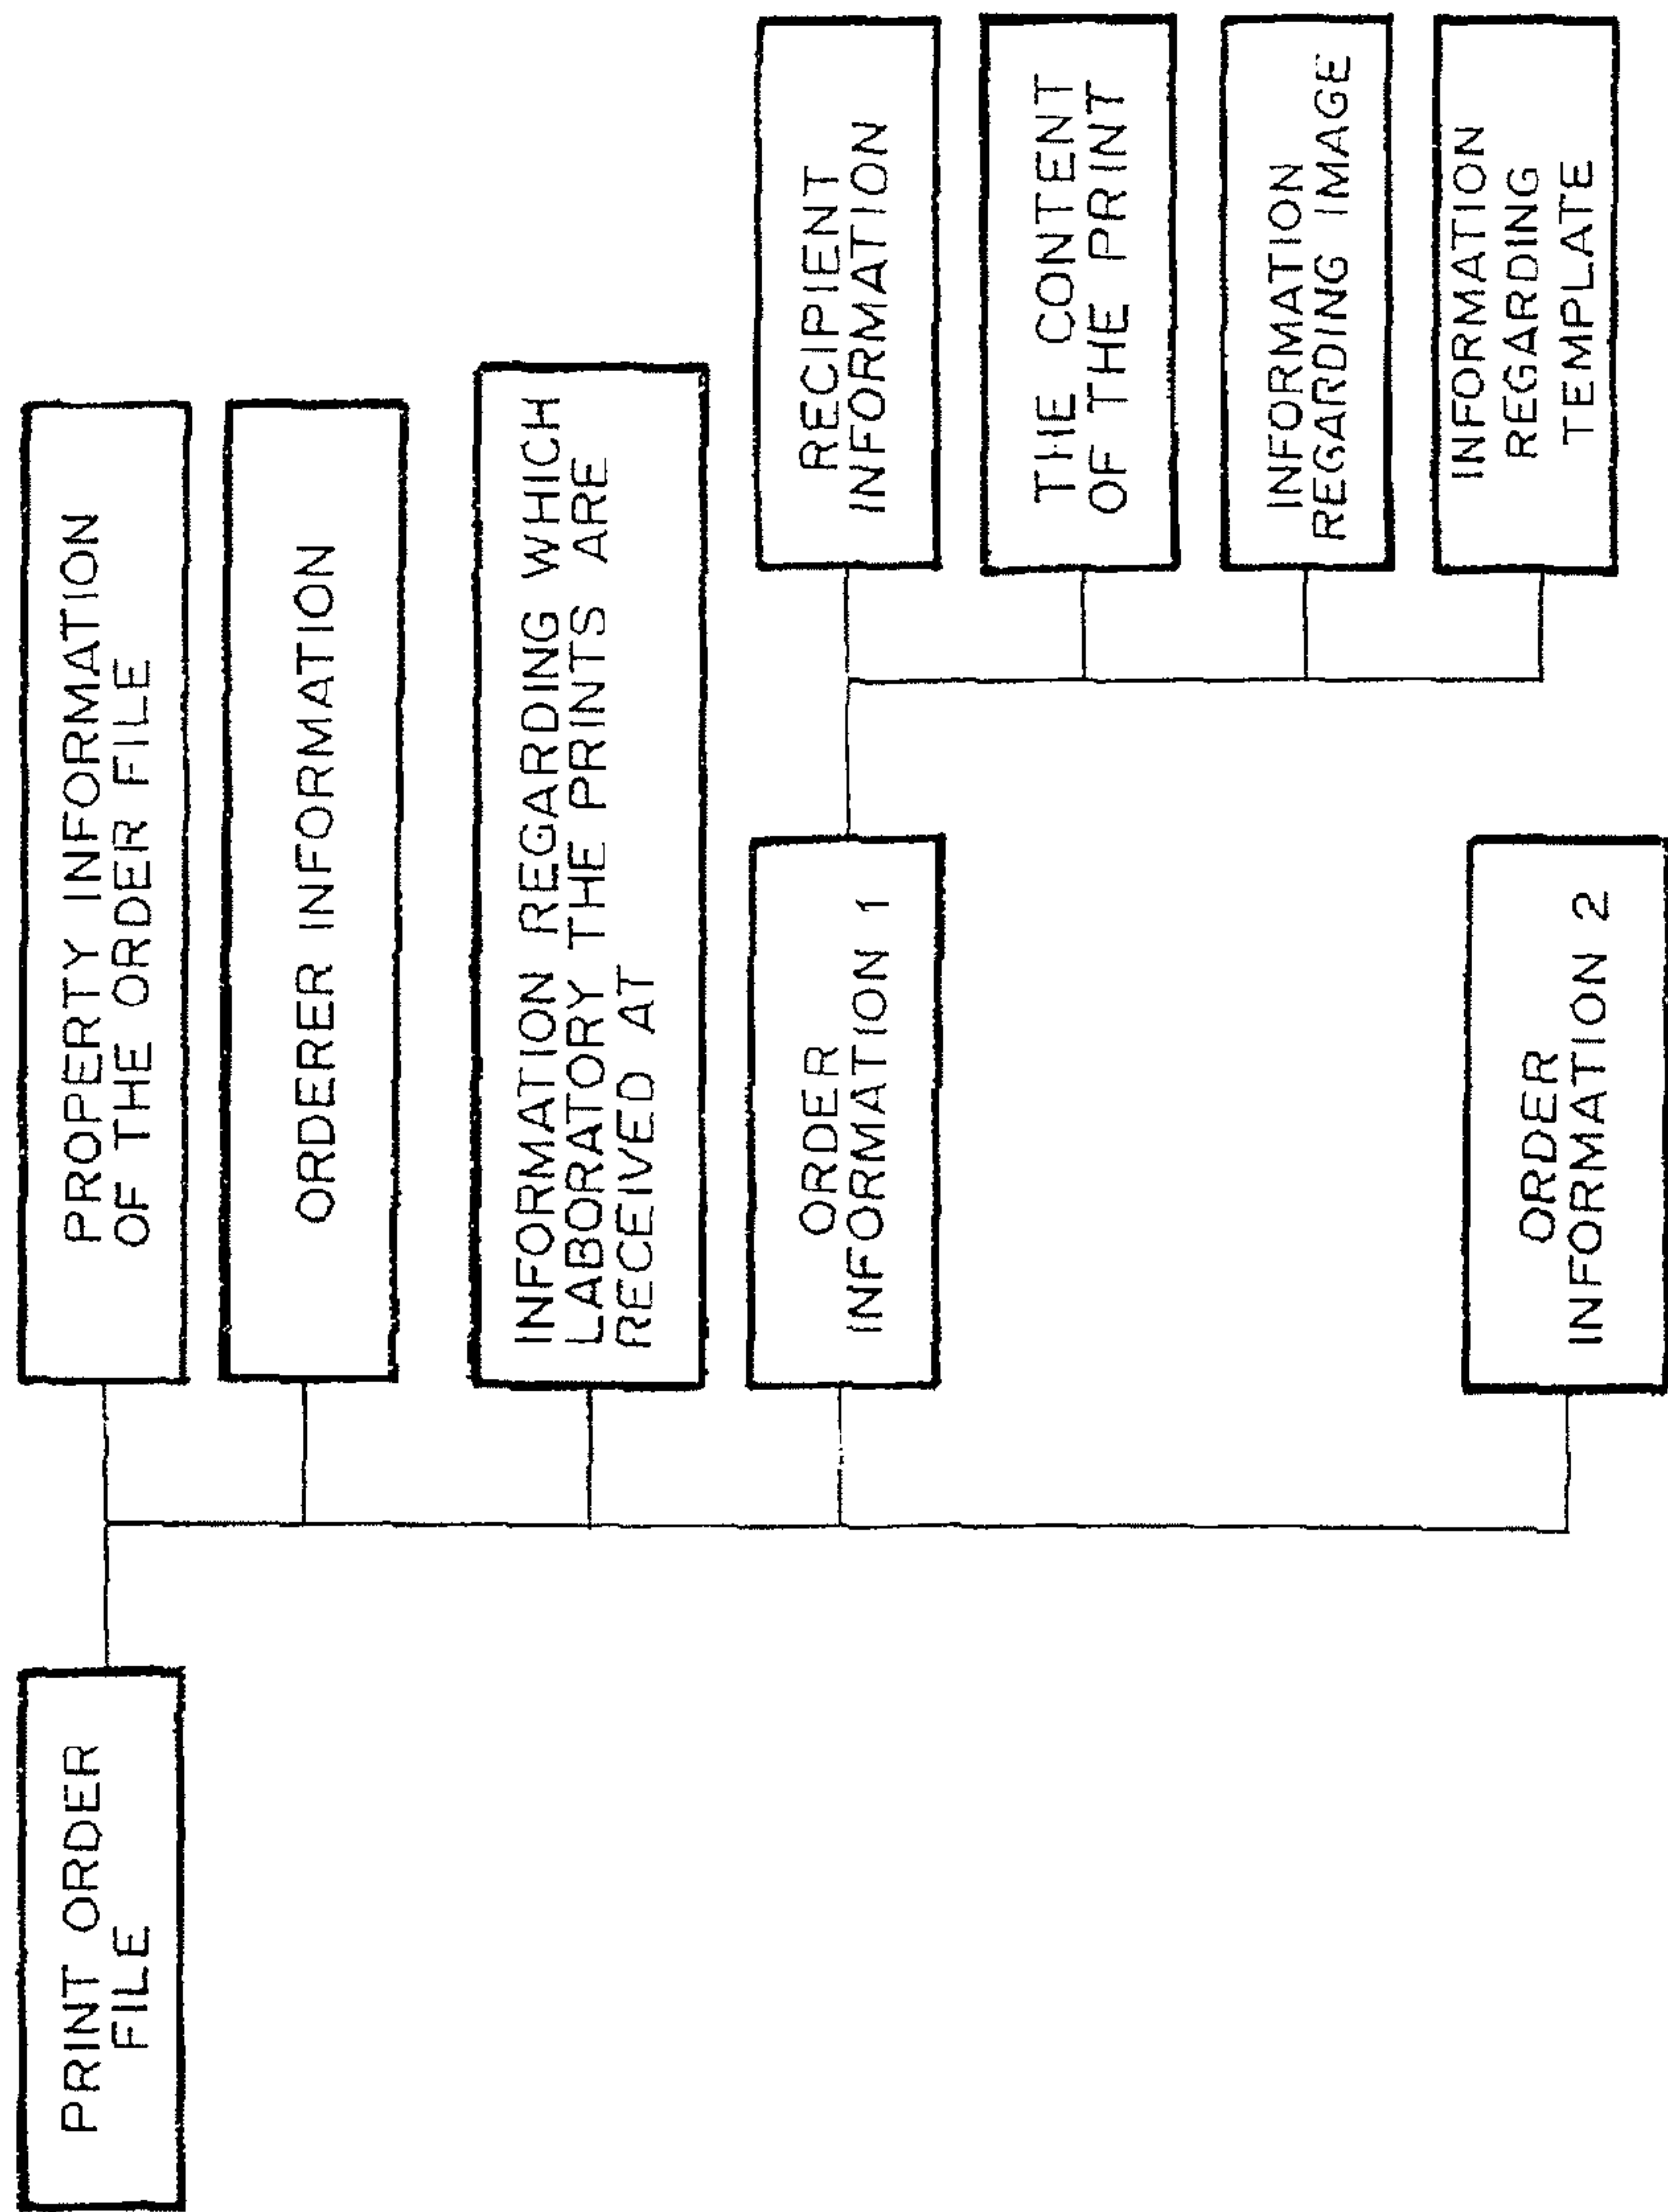 PRINT ORDER
FILE
PROPERTY INFORMATION
OF THE ORDER FILE
ORDERER INFORMATION
INFORMATION REGARDING WHICH
LABORATORY THE PRINTS ARE
RECEIVED AT
ORDER
INFORMATION 1
RECIPIENT
INFORMATION
THE CONTENT
OF THE PRINT
INFORMATION
REGARDING IMAGE
INFORMATION
REGARDING
TEMPLATE
ORDER
INFORMATION 2